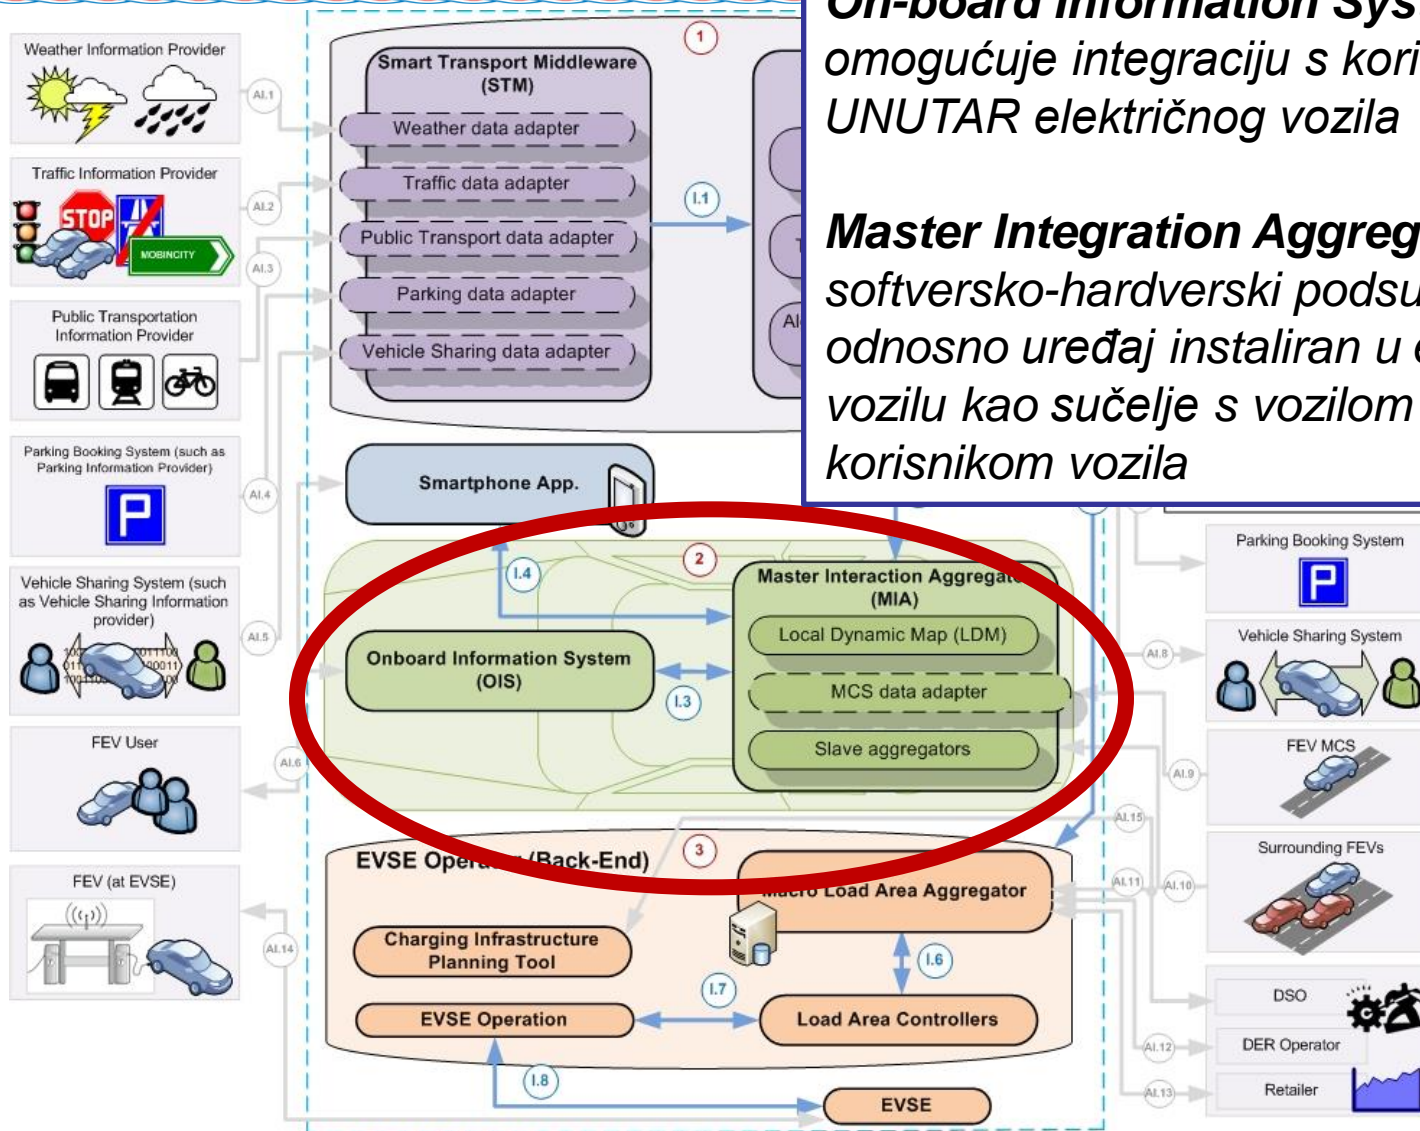 On-board Information Sys
omogućuje integraciju s kori
UNUTAR električnog vozila
Master Integration Aggreg
softversko-hardverski podsu
odnosno uređaj instaliran u e
vozilu kao sučelje s vozilom
korisnikom vozila
Weather Information Provider
AI.1
Traffic Information Provider
STOP
MOBINCITY
AI.2
AI.3
Public Transportation
Information Provider
Parking Booking System (such as
Parking Information Provider)
P
AI.4
Vehicle Sharing System (such
as Vehicle Sharing Information
provider)
AI.5
FEV User
AI.6
FEV (at EVSE)
AI.14
1
Smart Transport Middleware
(STM)
Weather data adapter
Traffic data adapter
Public Transport data adapter
Parking data adapter
Vehicle Sharing data adapter
I.1
T
Al
Smartphone App.
2
I.4
Master Interaction Aggregato
(MIA)
Local Dynamic Map (LDM)
MCS data adapter
Slave aggregators
Onboard Information System
(OIS)
I.3
3
EVSE Operator (Back-End)
Macro Load Area Aggregator
Charging Infrastructure
Planning Tool
I.6
I.7
EVSE Operation
Load Area Controllers
I.8
EVSE
Parking Booking System
P
Vehicle Sharing System
AI.8
FEV MCS
AI.9
AI.15
Surrounding FEVs
AI.11
AI.10
DSO
DER Operator
AI.12
Retailer
AI.13